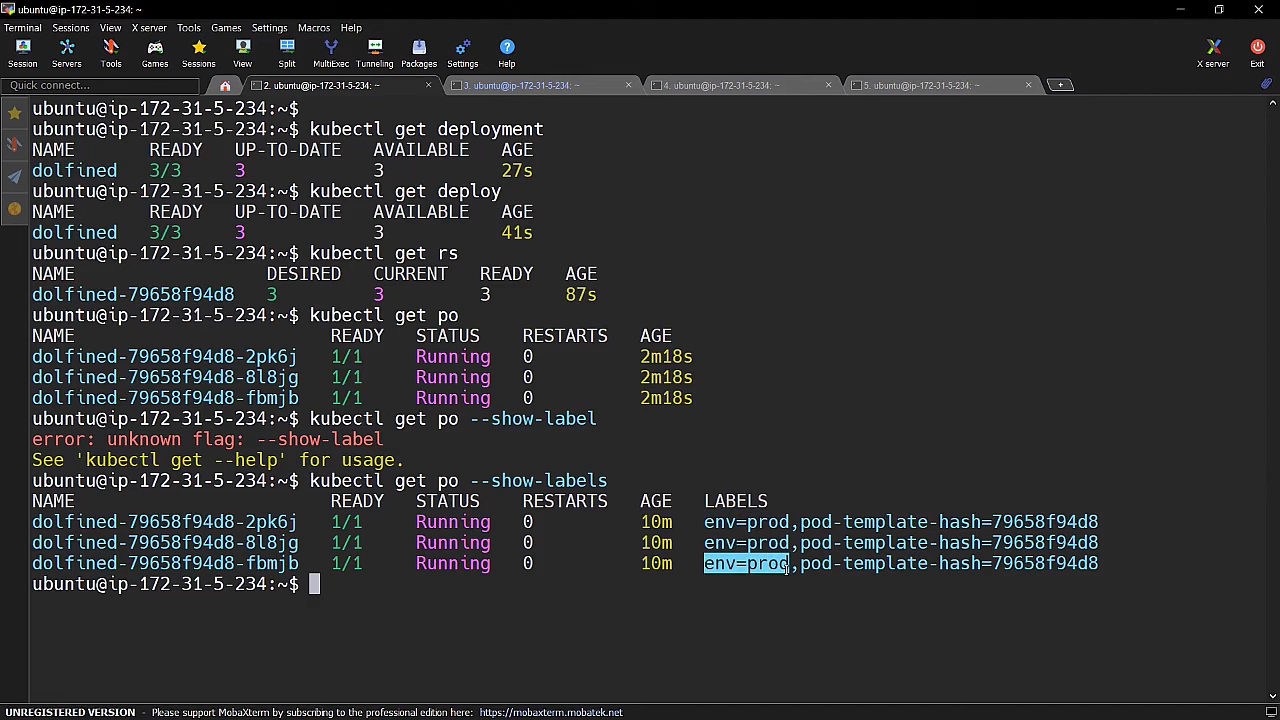 ubuntu@ip-172-31-5-234: ~
Terminal Sessions View X server Tools Games Settings Macros Help
Session Servers Tools Games Sessions View Split MultiExec Tunneling Packages Settings Help X server Exit
Quick connect... 2. ubuntu@ip-172-31-5-234: ~ 3. ubuntu@ip-172-31-5-234: ~ 4. ubuntu@ip-172-31-5-234: ~ 5. ubuntu@ip-172-31-5-234: ~
ubuntu@ip-172-31-5-234:~$
ubuntu@ip-172-31-5-234:~$ kubectl get deployment
NAME READY UP-TO-DATE AVAILABLE AGE
dolfined 3/3 3 3 27s
ubuntu@ip-172-31-5-234:~$ kubectl get deploy
NAME READY UP-TO-DATE AVAILABLE AGE
dolfined 3/3 3 3 41s
ubuntu@ip-172-31-5-234:~$ kubectl get rs
NAME DESIRED CURRENT READY AGE
dolfined-79658f94d8 3 3 3 87s
ubuntu@ip-172-31-5-234:~$ kubectl get po
NAME READY STATUS RESTARTS AGE
dolfined-79658f94d8-2pk6j 1/1 Running 0 2m18s
dolfined-79658f94d8-8l8jg 1/1 Running 0 2m18s
dolfined-79658f94d8-fbmjb 1/1 Running 0 2m18s
ubuntu@ip-172-31-5-234:~$ kubectl get po --show-label
error: unknown flag: --show-label
See 'kubectl get --help' for usage.
ubuntu@ip-172-31-5-234:~$ kubectl get po --show-labels
NAME READY STATUS RESTARTS AGE LABELS
dolfined-79658f94d8-2pk6j 1/1 Running 0 10m env=prod,pod-template-hash=79658f94d8
dolfined-79658f94d8-8l8jg 1/1 Running 0 10m env=prod,pod-template-hash=79658f94d8
dolfined-79658f94d8-fbmjb 1/1 Running 0 10m env=prod,pod-template-hash=79658f94d8
ubuntu@ip-172-31-5-234:~$
UNREGISTERED VERSION - Please support MobaXterm by subscribing to the professional edition here: https://mobaxterm.mobatek.net